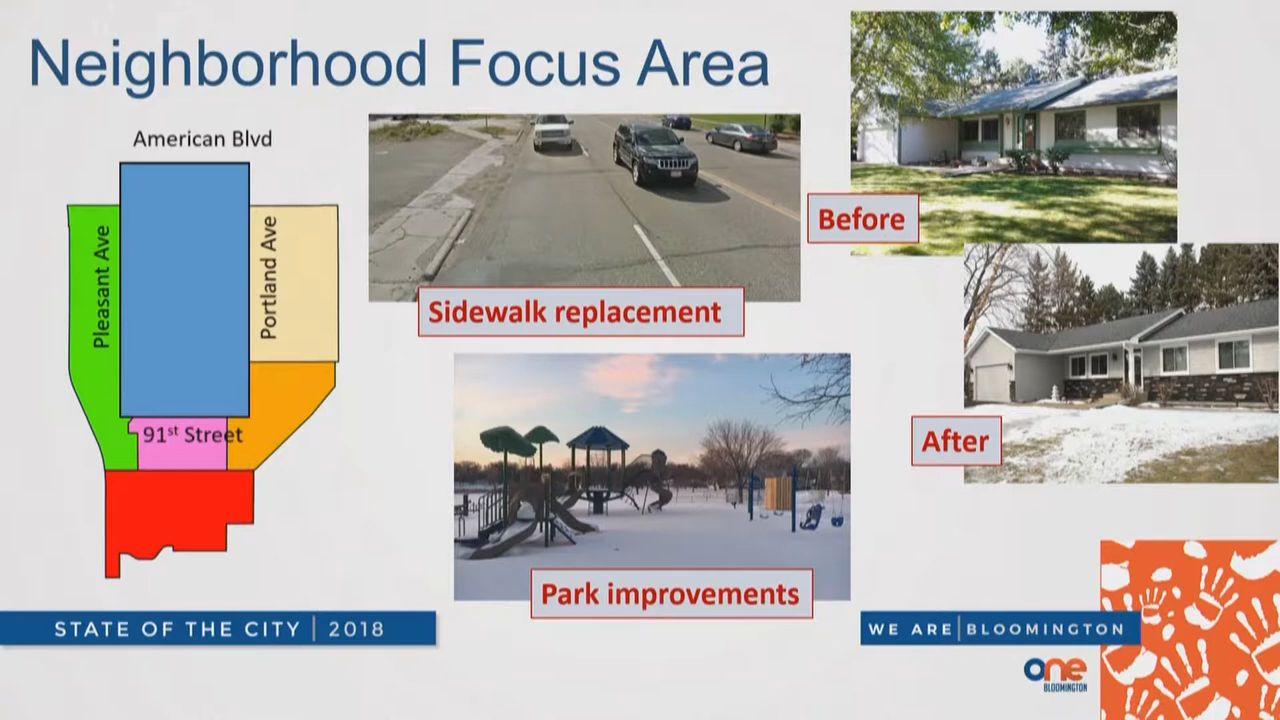 Neighborhood Focus Area
American Blvd
Pleasant Ave
Portland Ave
91st Street
Sidewalk replacement
Park improvements
Before
After
STATE OF THE CITY | 2018
WE ARE | BLOOMINGTON
one
BLOOMINGTON